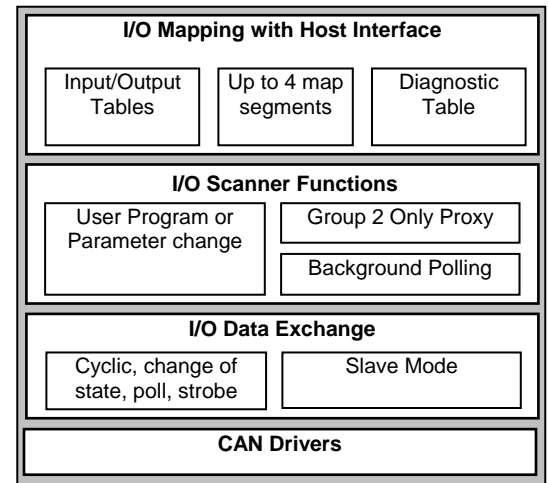 I/O Mapping with Host Interface
Input/Output
Tables
Up to 4 map
segments
Diagnostic
Table
I/O Scanner Functions
User Program or
Parameter change
Group 2 Only Proxy
Background Polling
I/O Data Exchange
Cyclic, change of
state, poll, strobe
Slave Mode
CAN Drivers